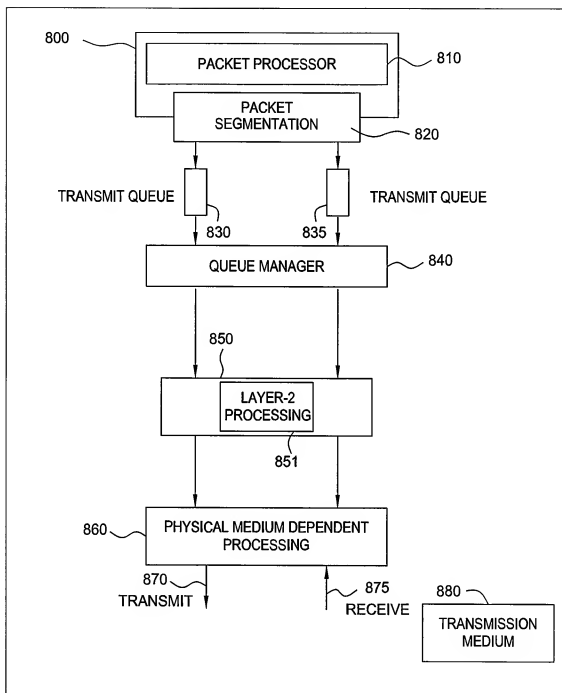 800
PACKET PROCESSOR
810
PACKET
SEGMENTATION
820
TRANSMIT QUEUE
830
835
TRANSMIT QUEUE
QUEUE MANAGER
840
850
LAYER-2
PROCESSING
851
860
PHYSICAL MEDIUM DEPENDENT
PROCESSING
870
TRANSMIT
875
RECEIVE
880
TRANSMISSION
MEDIUM